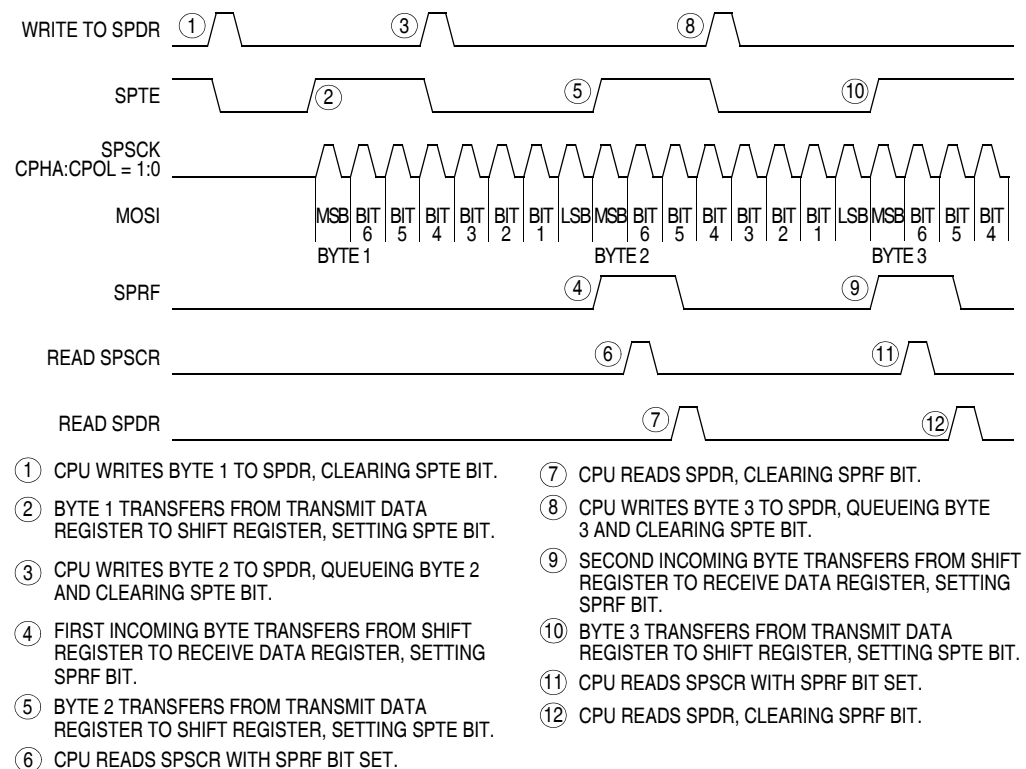 WRITE TO SPDR
1
3
8
SPTE
2
5
10
SPSCK
CPHA:CPOL = 1:0
MOSI
MSB BIT BIT BIT BIT BIT BIT LSB MSB BIT BIT BIT BIT BIT BIT LSB MSB BIT BIT BIT
6 5 4 3 2 1 6 5 4 3 2 1 6 5 4
BYTE 1 BYTE 2 BYTE 3
SPRF
4
9
READ SPSCR
6
11
READ SPDR
7
12
1 CPU WRITES BYTE 1 TO SPDR, CLEARING SPTE BIT.
2 BYTE 1 TRANSFERS FROM TRANSMIT DATA
REGISTER TO SHIFT REGISTER, SETTING SPTE BIT.
3 CPU WRITES BYTE 2 TO SPDR, QUEUEING BYTE 2
AND CLEARING SPTE BIT.
4 FIRST INCOMING BYTE TRANSFERS FROM SHIFT
REGISTER TO RECEIVE DATA REGISTER, SETTING
SPRF BIT.
5 BYTE 2 TRANSFERS FROM TRANSMIT DATA
REGISTER TO SHIFT REGISTER, SETTING SPTE BIT.
6 CPU READS SPSCR WITH SPRF BIT SET.
7 CPU READS SPDR, CLEARING SPRF BIT.
8 CPU WRITES BYTE 3 TO SPDR, QUEUEING BYTE
3 AND CLEARING SPTE BIT.
9 SECOND INCOMING BYTE TRANSFERS FROM SHIFT
REGISTER TO RECEIVE DATA REGISTER, SETTING
SPRF BIT.
10 BYTE 3 TRANSFERS FROM TRANSMIT DATA
REGISTER TO SHIFT REGISTER, SETTING SPTE BIT.
11 CPU READS SPSCR WITH SPRF BIT SET.
12 CPU READS SPDR, CLEARING SPRF BIT.